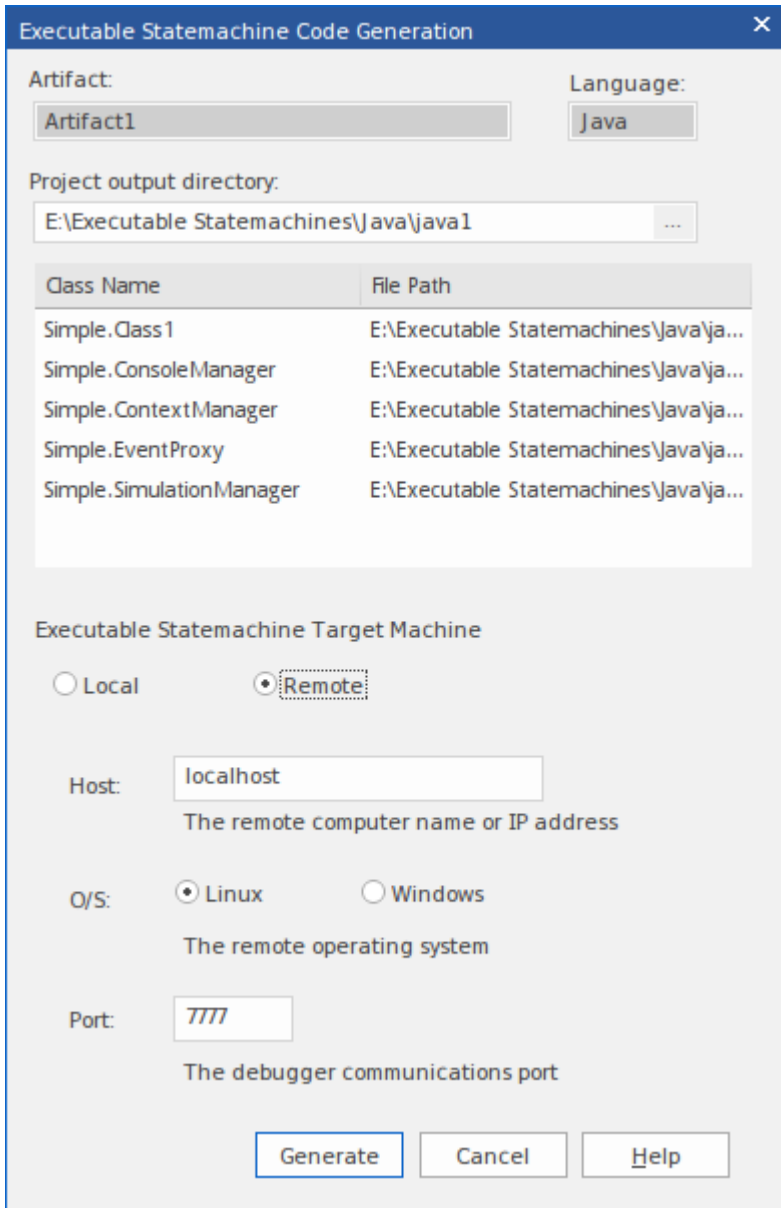 Executable Statemachine Code Generation ×
Artifact: Language:
Artifact1 Java
Project output directory:
E:\Executable Statemachines\Java\java1 ...
Class Name File Path
Simple.Class1 E:\Executable Statemachines\Java\ja...
Simple.ConsoleManager E:\Executable Statemachines\Java\ja...
Simple.ContextManager E:\Executable Statemachines\Java\ja...
Simple.EventProxy E:\Executable Statemachines\Java\ja...
Simple.SimulationManager E:\Executable Statemachines\Java\ja...
Executable Statemachine Target Machine
Local Remote
Host: localhost
The remote computer name or IP address
O/S: Linux Windows
The remote operating system
Port: 7777
The debugger communications port
Generate Cancel Help